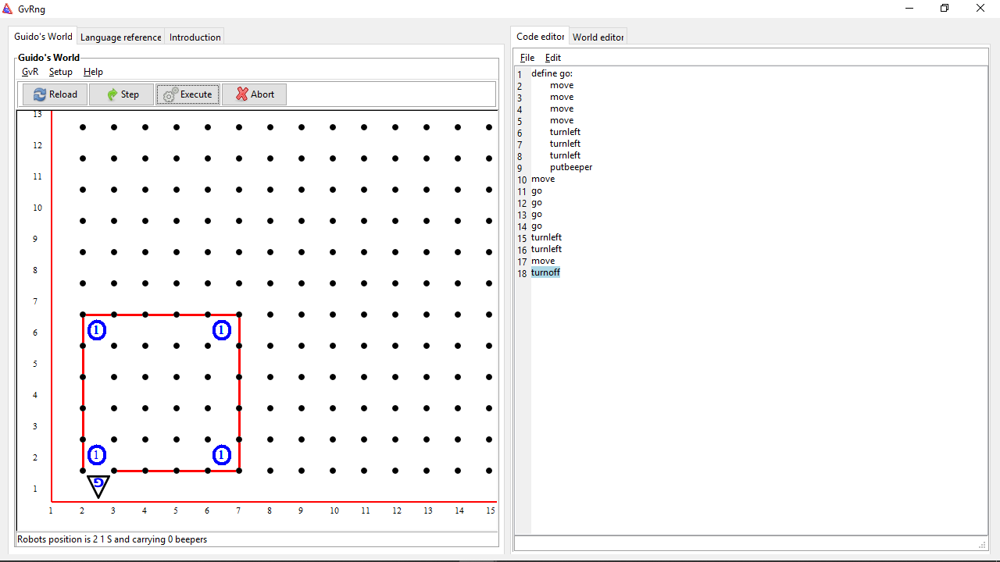 GvRng
Guido's World Language reference Introduction
Guido's World
GvR Setup Help
Reload Step Execute Abort
13
12
11
10
9
8
7
6
5
4
3
2
1
1 1
1 1
G
1 2 3 4 5 6 7 8 9 10 11 12 13 14 15
Robots position is 2 1 S and carrying 0 beepers
Code editor World editor
File Edit
1 define go:
2 move
3 move
4 move
5 move
6 turnleft
7 turnleft
8 turnleft
9 putbeeper
10 move
11 go
12 go
13 go
14 go
15 turnleft
16 turnleft
17 move
18 turnoff